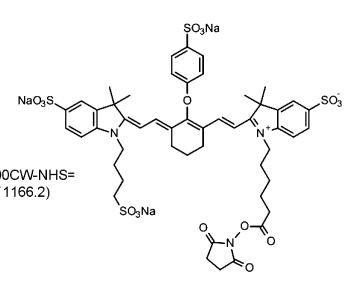 SO₃Na
NaO₃S
SO₃⁻
O
N
N⁺
00CW-NHS=
1166.2)
SO₃Na
O
O
N
O
O